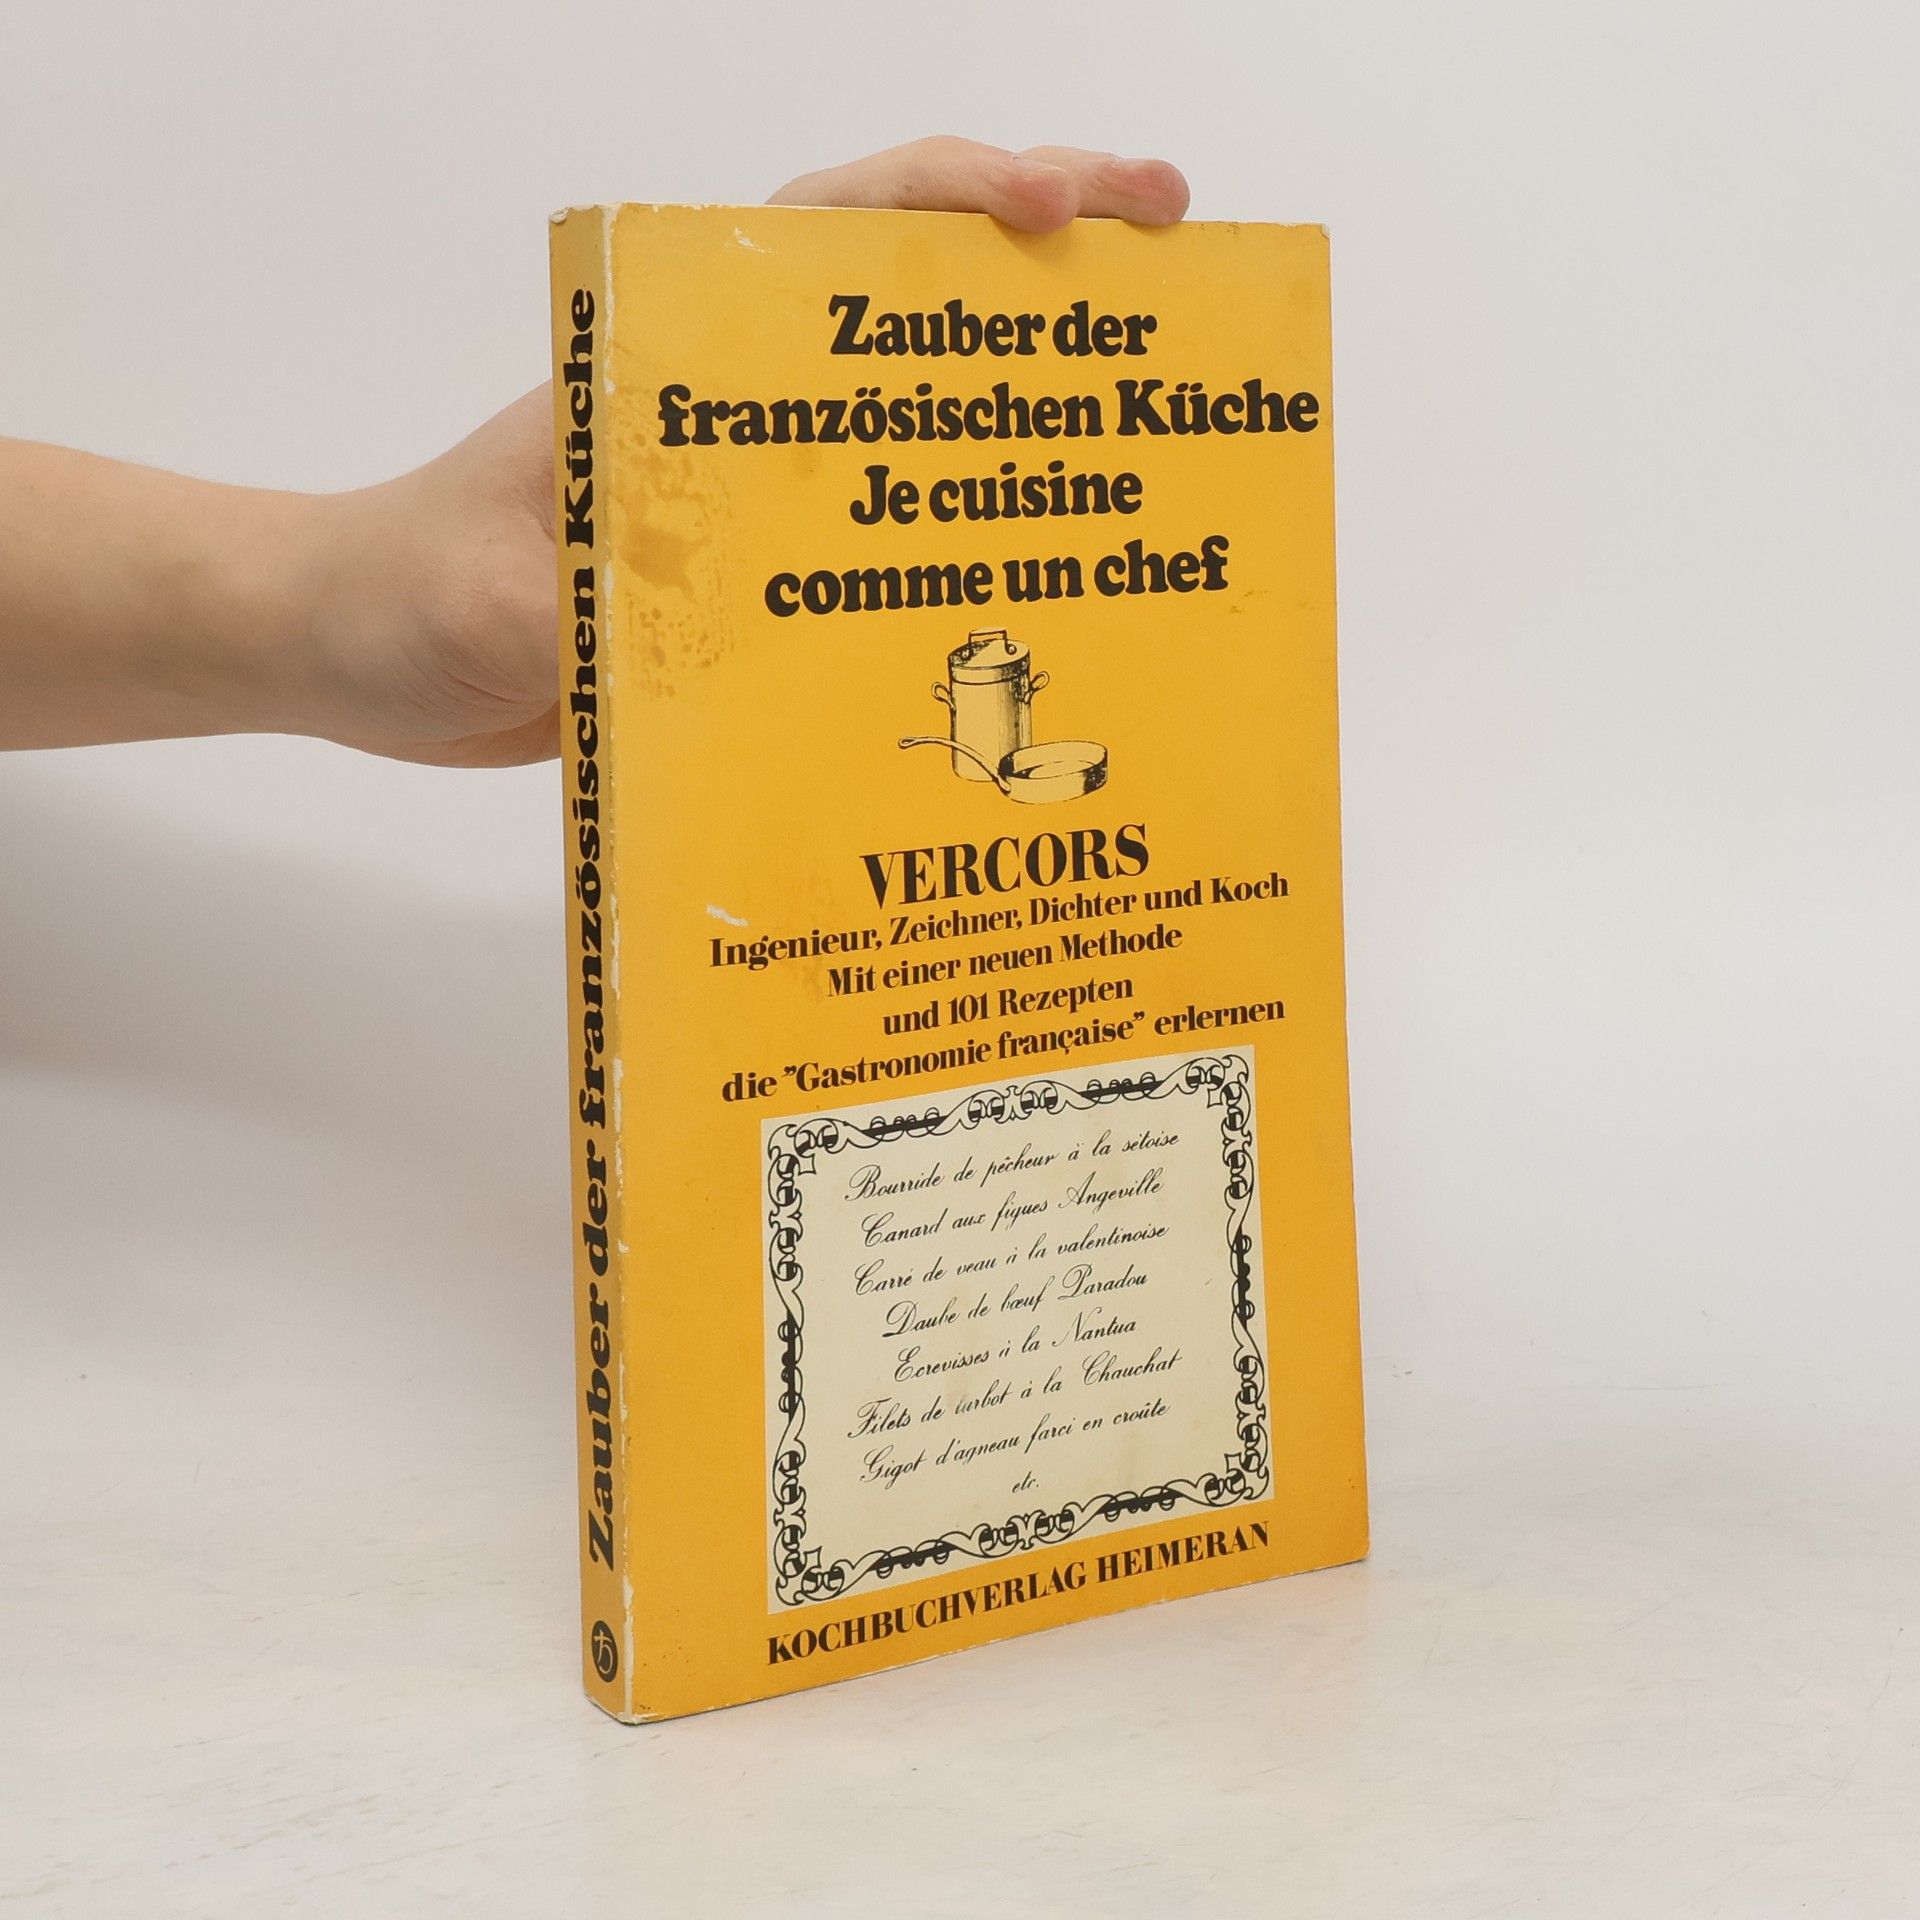 Zauber der französischen Küche
Zauber der
französischen Küche
Je cuisine
comme un chef
VERCORS
Ingenieur, Zeichner, Dichter und Koch
Mit einer neuen Methode
und 101 Rezepten
die "Gastronomie française" erlernen
Bourride de pêcheur à la sètoise
Canard aux figues Angeville
Carré de veau à la valentinoise
Daube de bœuf Paradou
Ecrevisses à la Nantua
Filets de turbot à la Chauchat
Gigot d'agneau farci en croûte
etc.
KOCHBUCHVERLAG HEIMERAN